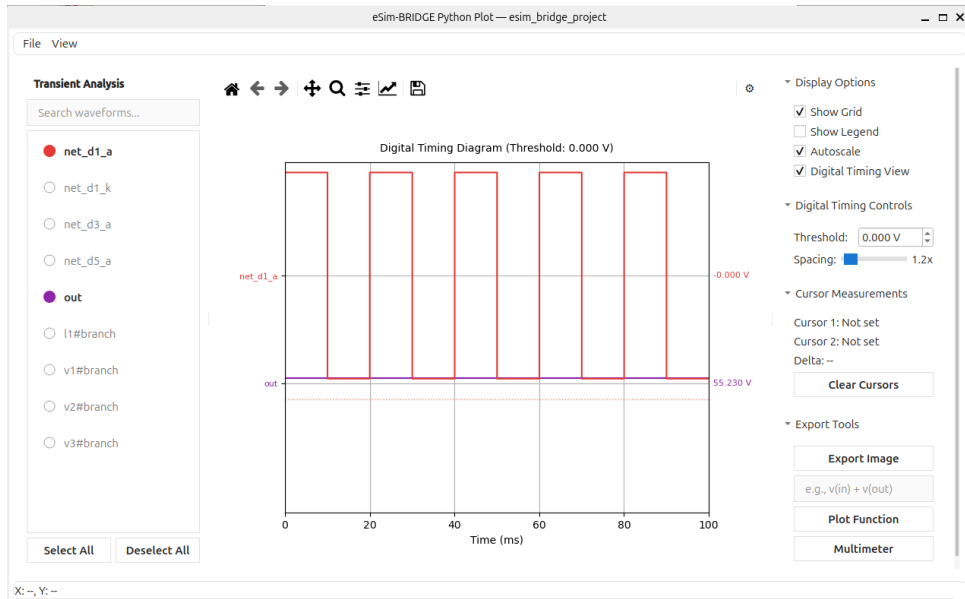 eSim-BRIDGE Python Plot — esim_bridge_project
File View
Transient Analysis
Search waveforms...
net_d1_a
net_d1_k
net_d3_a
net_d5_a
out
l1#branch
v1#branch
v2#branch
v3#branch
Select All
Deselect All
Digital Timing Diagram (Threshold: 0.000 V)
net_d1_a
-0.000 V
out
55.230 V
0 20 40 60 80 100
Time (ms)
Display Options
Show Grid
Show Legend
Autoscale
Digital Timing View
Digital Timing Controls
Threshold: 0.000 V
Spacing: 1.2x
Cursor Measurements
Cursor 1: Not set
Cursor 2: Not set
Delta: --
Clear Cursors
Export Tools
Export Image
e.g., v(in) + v(out)
Plot Function
Multimeter
X: --, Y: --